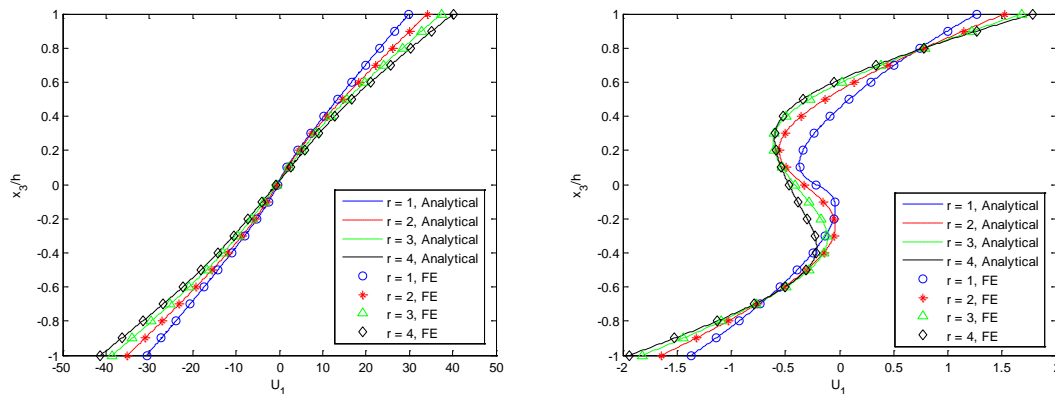 1
0.8
0.6
0.4
0.2
0
-0.2
-0.4
-0.6
-0.8
-1
x3/h
-50 -40 -30 -20 -10 0 10 20 30 40 50
U1
r = 1, Analytical
r = 2, Analytical
r = 3, Analytical
r = 4, Analytical
r = 1, FE
r = 2, FE
r = 3, FE
r = 4, FE
1
0.8
0.6
0.4
0.2
0
-0.2
-0.4
-0.6
-0.8
-1
x3/h
-2 -1.5 -1 -0.5 0 0.5 1 1.5
U1
r = 1, Analytical
r = 2, Analytical
r = 3, Analytical
r = 4, Analytical
r = 1, FE
r = 2, FE
r = 3, FE
r = 4, FE